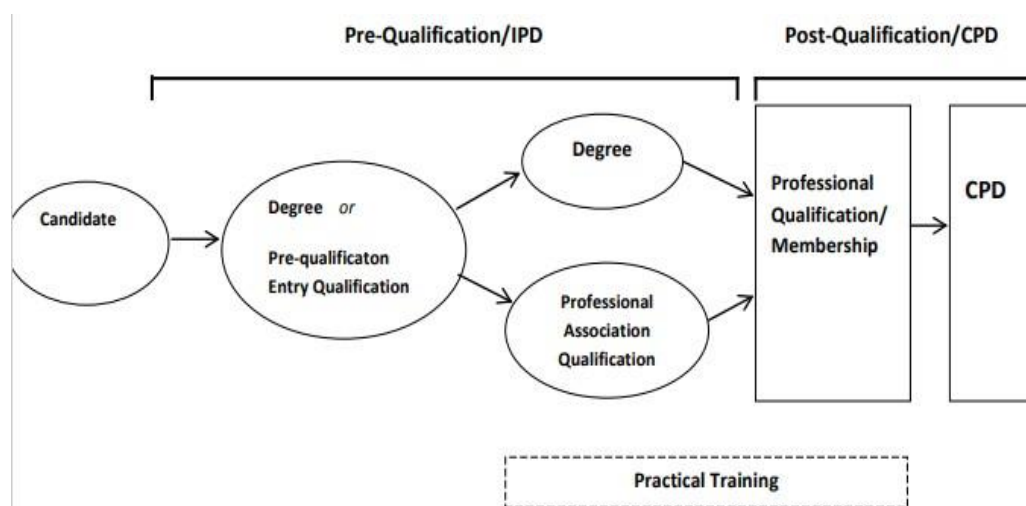 Pre-Qualification/IPD
Post-Qualification/CPD
Candidate
Degree or
Pre-qualificaton
Entry Qualification
Degree
Professional
Association
Qualification
Professional
Qualification/
Membership
CPD
Practical Training